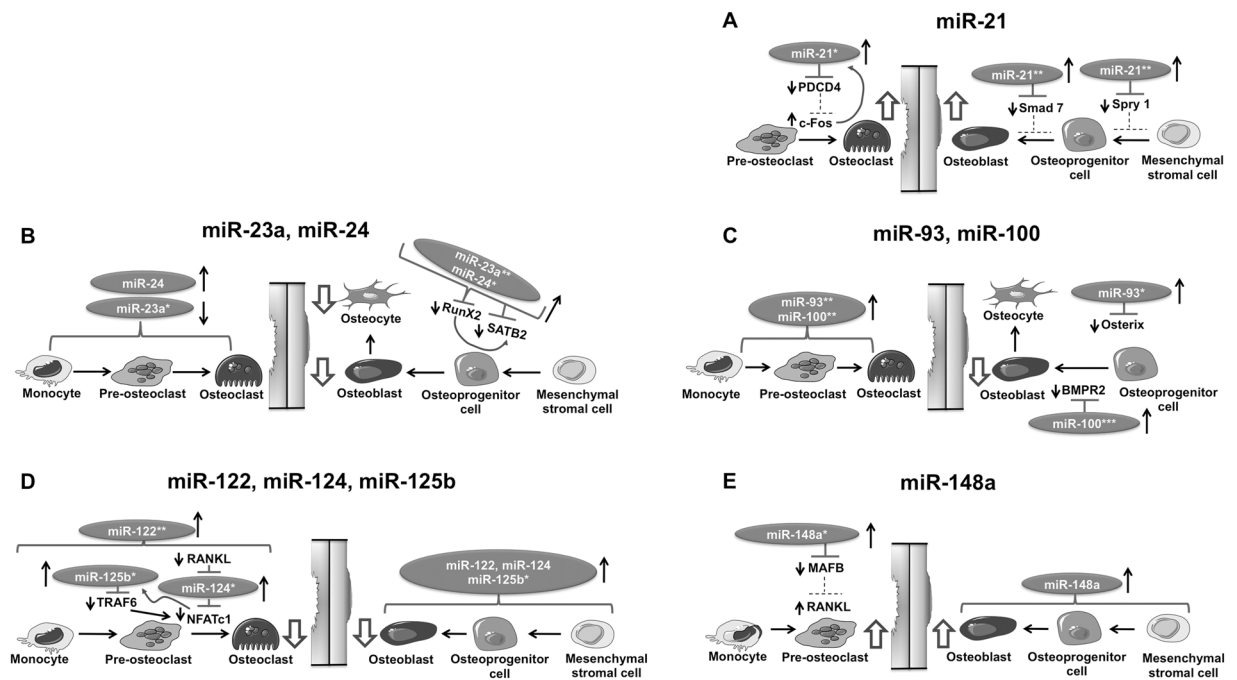 A
miR-21
miR-21*
PDCD4
c-Fos
Pre-osteoclast
Osteoclast
miR-21**
Smad 7
miR-21**
Spry 1
Osteoblast
Osteoprogenitor
cell
Mesenchymal
stromal cell
B
miR-23a, miR-24
miR-24
miR-23a*
Monocyte
Pre-osteoclast
Osteoclast
Osteocyte
miR-23a**
miR-24*
RunX2
SATB2
Osteoblast
Osteoprogenitor
cell
Mesenchymal
stromal cell
C
miR-93, miR-100
miR-93**
miR-100**
Monocyte
Pre-osteoclast
Osteoclast
Osteocyte
miR-93*
Osterix
Osteoblast
BMPR2
Osteoprogenitor
cell
miR-100***
D
miR-122, miR-124, miR-125b
miR-122**
RANKL
miR-125b*
miR-124*
TRAF6
NFATc1
Monocyte
Pre-osteoclast
Osteoclast
miR-122, miR-124
miR-125b*
Osteoblast
Osteoprogenitor
cell
Mesenchymal
stromal cell
E
miR-148a
miR-148a*
MAFB
RANKL
Monocyte
Pre-osteoclast
miR-148a
Osteoblast
Osteoprogenitor
cell
Mesenchymal
stromal cell